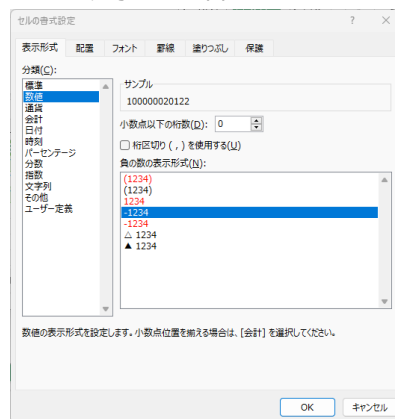 セルの書式設定
? ×
表示形式 配置 フォント 罫線 塗りつぶし 保護
分類(C):
標準
数値
通貨
会計
日付
時刻
パーセンテージ
分数
指数
文字列
その他
ユーザー定義
サンプル
100000020122
小数点以下の桁数(D): 0
桁区切り ( , ) を使用する(U)
負の数の表示形式(N):
(1234)
(1234)
1234
-1234
-1234
△ 1234
▲ 1234
数値の表示形式を設定します。小数点位置を揃える場合は、[会計] を選択してください。
OK キャンセル